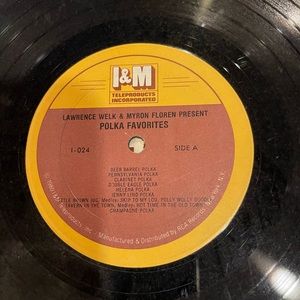 I&M
TELEPRODUCTS
INCORPORATED
LAWRENCE WELK & MYRON FLOREN PRESENT
POLKA FAVORITES
I-024
SIDE A
BEER BARREL POLKA
PENNSYLVANIA POLKA
CLARINET POLKA
DOUBLE EAGLE POLKA
HELENA POLKA
JENNY LIND POLKA
LITTLE BROWN JUG, Medley: SKIP TO MY LOU, POLLY WOLLY DOODLE
TAVERN IN THE TOWN, Medley: HOT TIME IN THE OLD TOWN
CHAMPAGNE POLKA
Teleproducts, Inc. Manufactured & Distributed by RCA Records